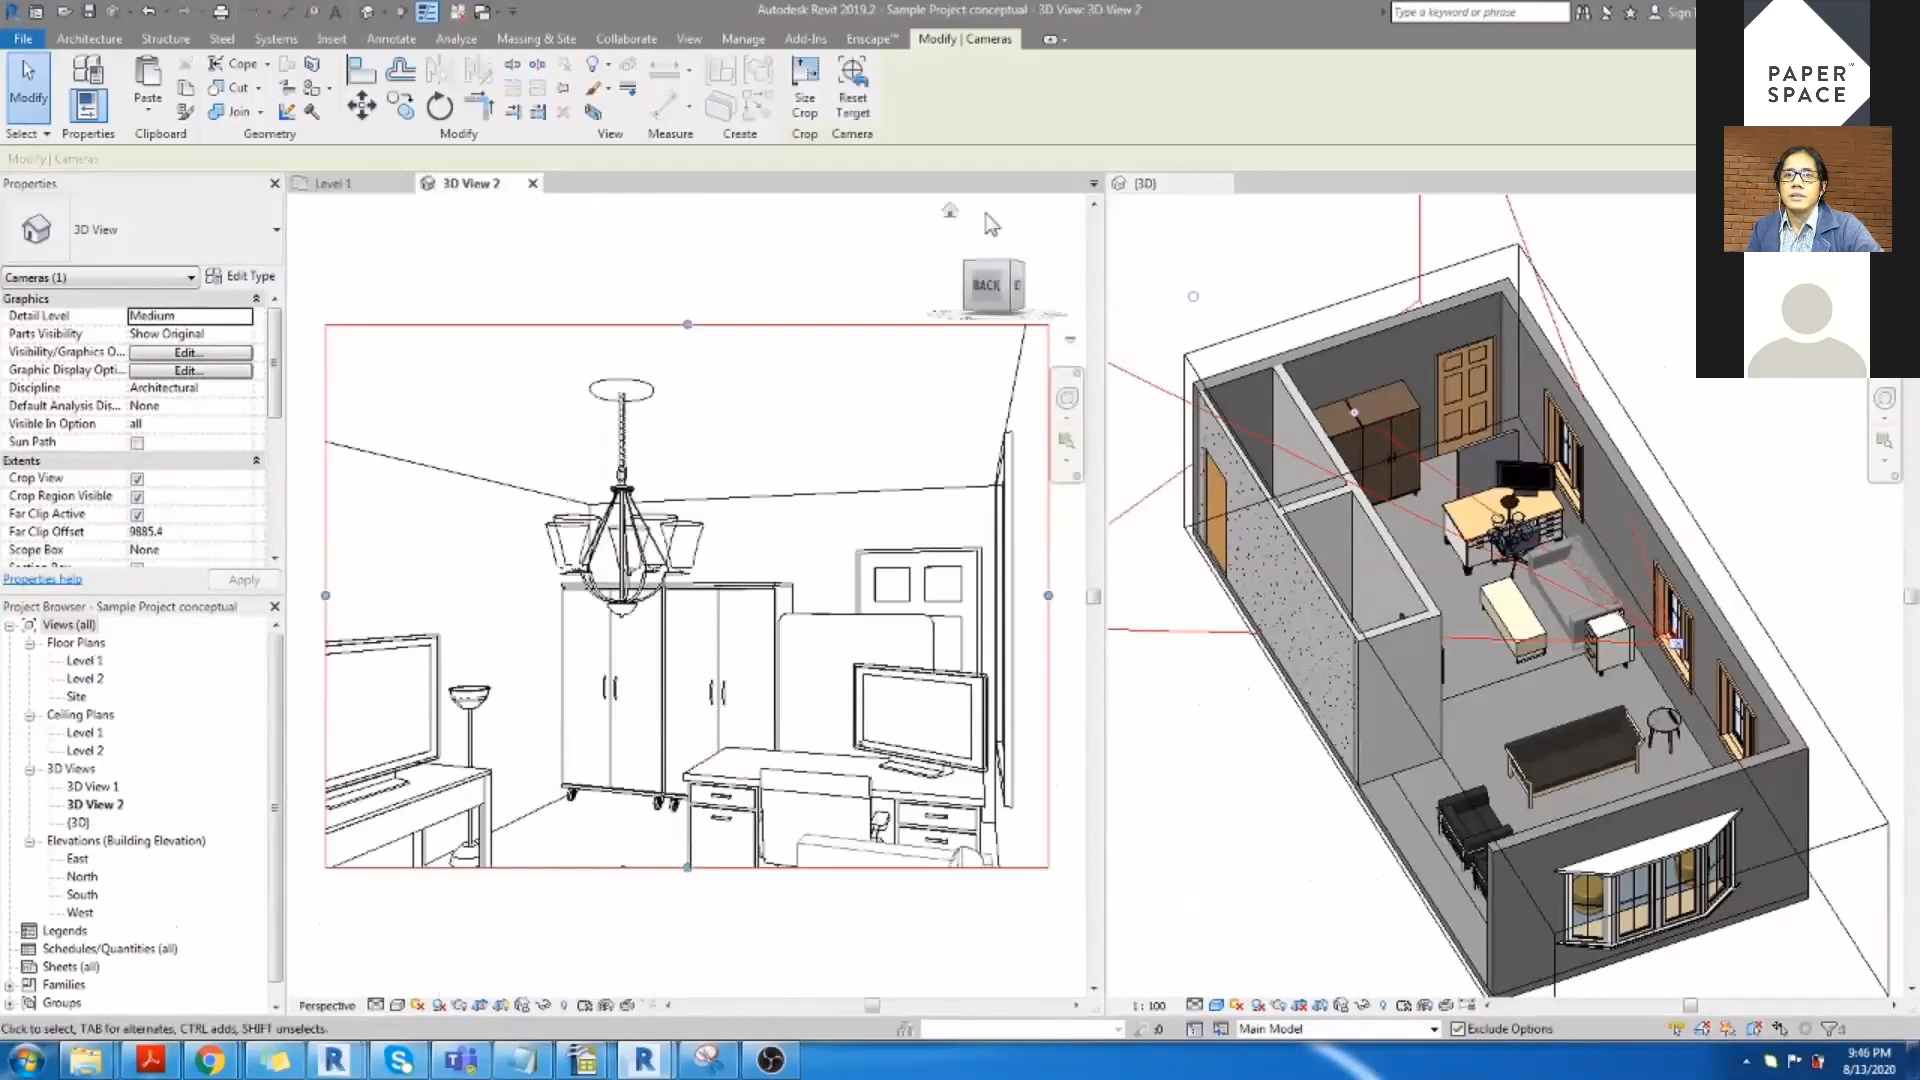 Autodesk Revit 2019.2 - Sample Project conceptual - 3D View: 3D View 2
Type a keyword or phrase
Sign
File Architecture Structure Steel Systems Insert Annotate Analyze Massing & Site Collaborate View Manage Add-Ins Enscape™ Modify | Cameras
Modify
Select
Properties
Paste
Clipboard
Cope
Cut
Join
Geometry
Modify
View
Measure
Create
Size
Crop
Crop
Reset
Target
Camera
Modify | Cameras
PAPER
SPACE
Properties
3D View
Cameras (1)
Edit Type
Graphics
Detail Level Medium
Parts Visibility Show Original
Visibility/Graphics O... Edit...
Graphic Display Opti... Edit...
Discipline Architectural
Default Analysis Dis... None
Visible In Option all
Sun Path
Extents
Crop View
Crop Region Visible
Far Clip Active
Far Clip Offset 9885.4
Scope Box None
Properties help
Apply
Project Browser - Sample Project conceptual
Views (all)
Floor Plans
Level 1
Level 2
Site
Ceiling Plans
Level 1
Level 2
3D Views
3D View 1
3D View 2
{3D}
Elevations (Building Elevation)
East
North
South
West
Legends
Schedules/Quantities (all)
Sheets (all)
Families
Groups
Level 1
3D View 2
{3D}
BACK
Perspective
1 : 100
Click to select, TAB for alternates, CTRL adds, SHIFT unselects.
:0
Main Model
Exclude Options
9:46 PM
8/13/2020